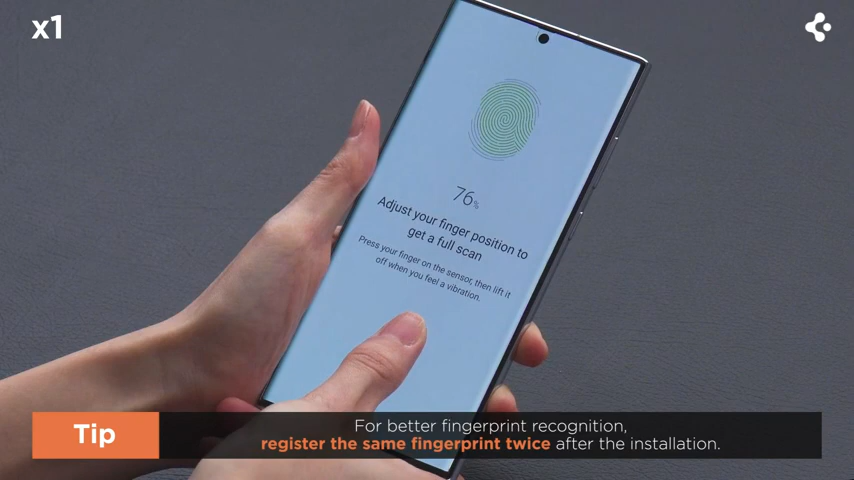 x1
76%
Adjust your finger position to
get a full scan
Press your finger on the sensor, then lift it
off when you feel a vibration.
Tip
For better fingerprint recognition,
register the same fingerprint twice after the installation.